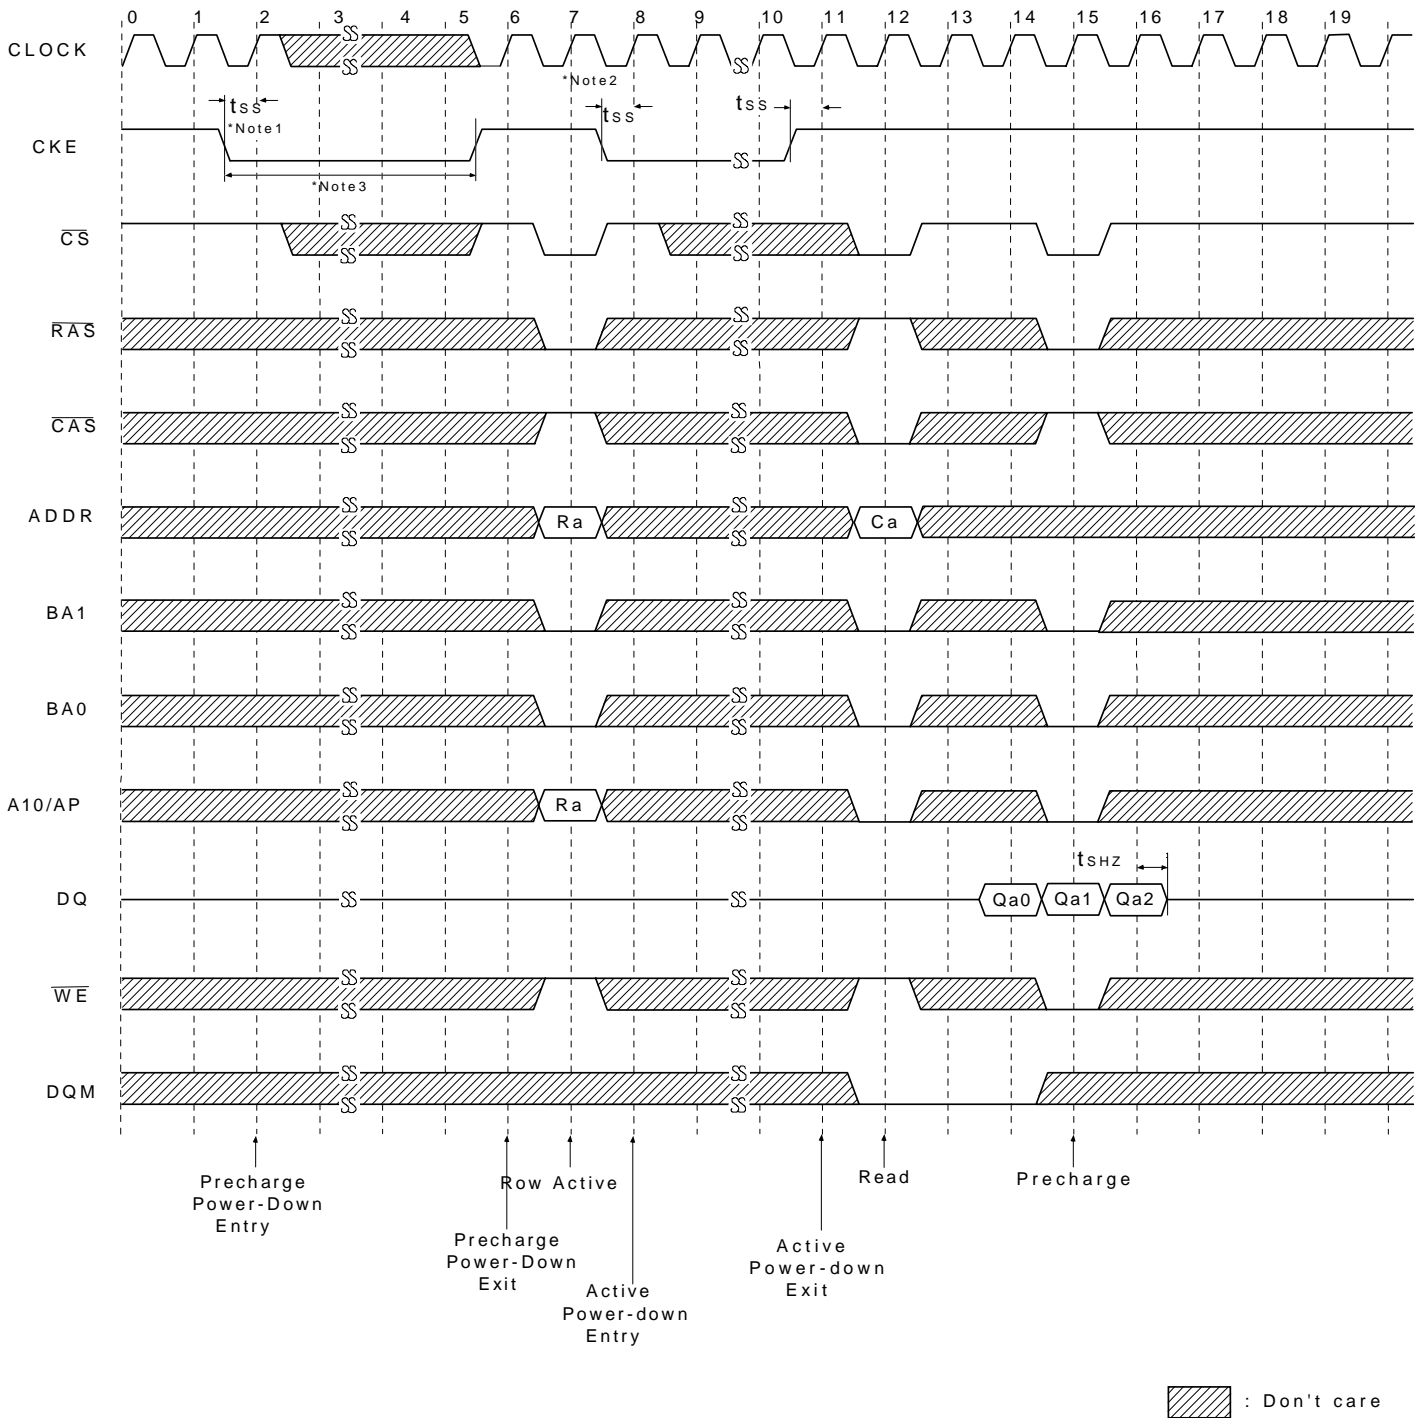 0 1 2 3 4 5 6 7 8 9 10 11 12 13 14 15 16 17 18 19
CLOCK
*Note2
tSS
tSS
tSS
*Note1
CKE
*Note3
CS
RAS
CAS
ADDR
Ra
Ca
BA1
BA0
A10/AP
Ra
tSHZ
DQ
Qa0 Qa1 Qa2
WE
DQM
Precharge
Power-Down
Entry
Row Active
Read
Precharge
Precharge
Power-Down
Exit
Active
Power-down
Exit
Active
Power-down
Entry
: Don't care